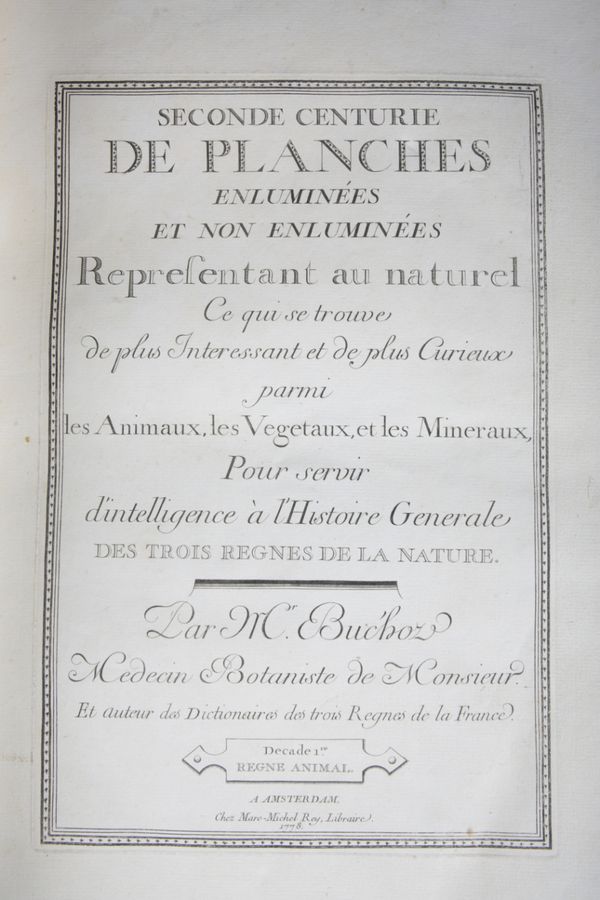 SECONDE CENTURIE
DE PLANCHES
ENLUMINÉES
ET NON ENLUMINÉES
Repreſentant au naturel
Ce qui se trouve
de plus Interessant et de plus Curieux
parmi
les Animaux, les Vegetaux, et les Mineraux,
Pour servir
d'intelligence à l'Histoire Generale
DES TROIS REGNES DE LA NATURE.
Par Mr. Buc'hoz
Medecin Botaniste de Monsieur.
Et auteur des Dictionaires des trois Regnes de la France.
Decade 1re
REGNE ANIMAL.
A AMSTERDAM.
Chez Marc-Michel Rey, Libraire.
1778.